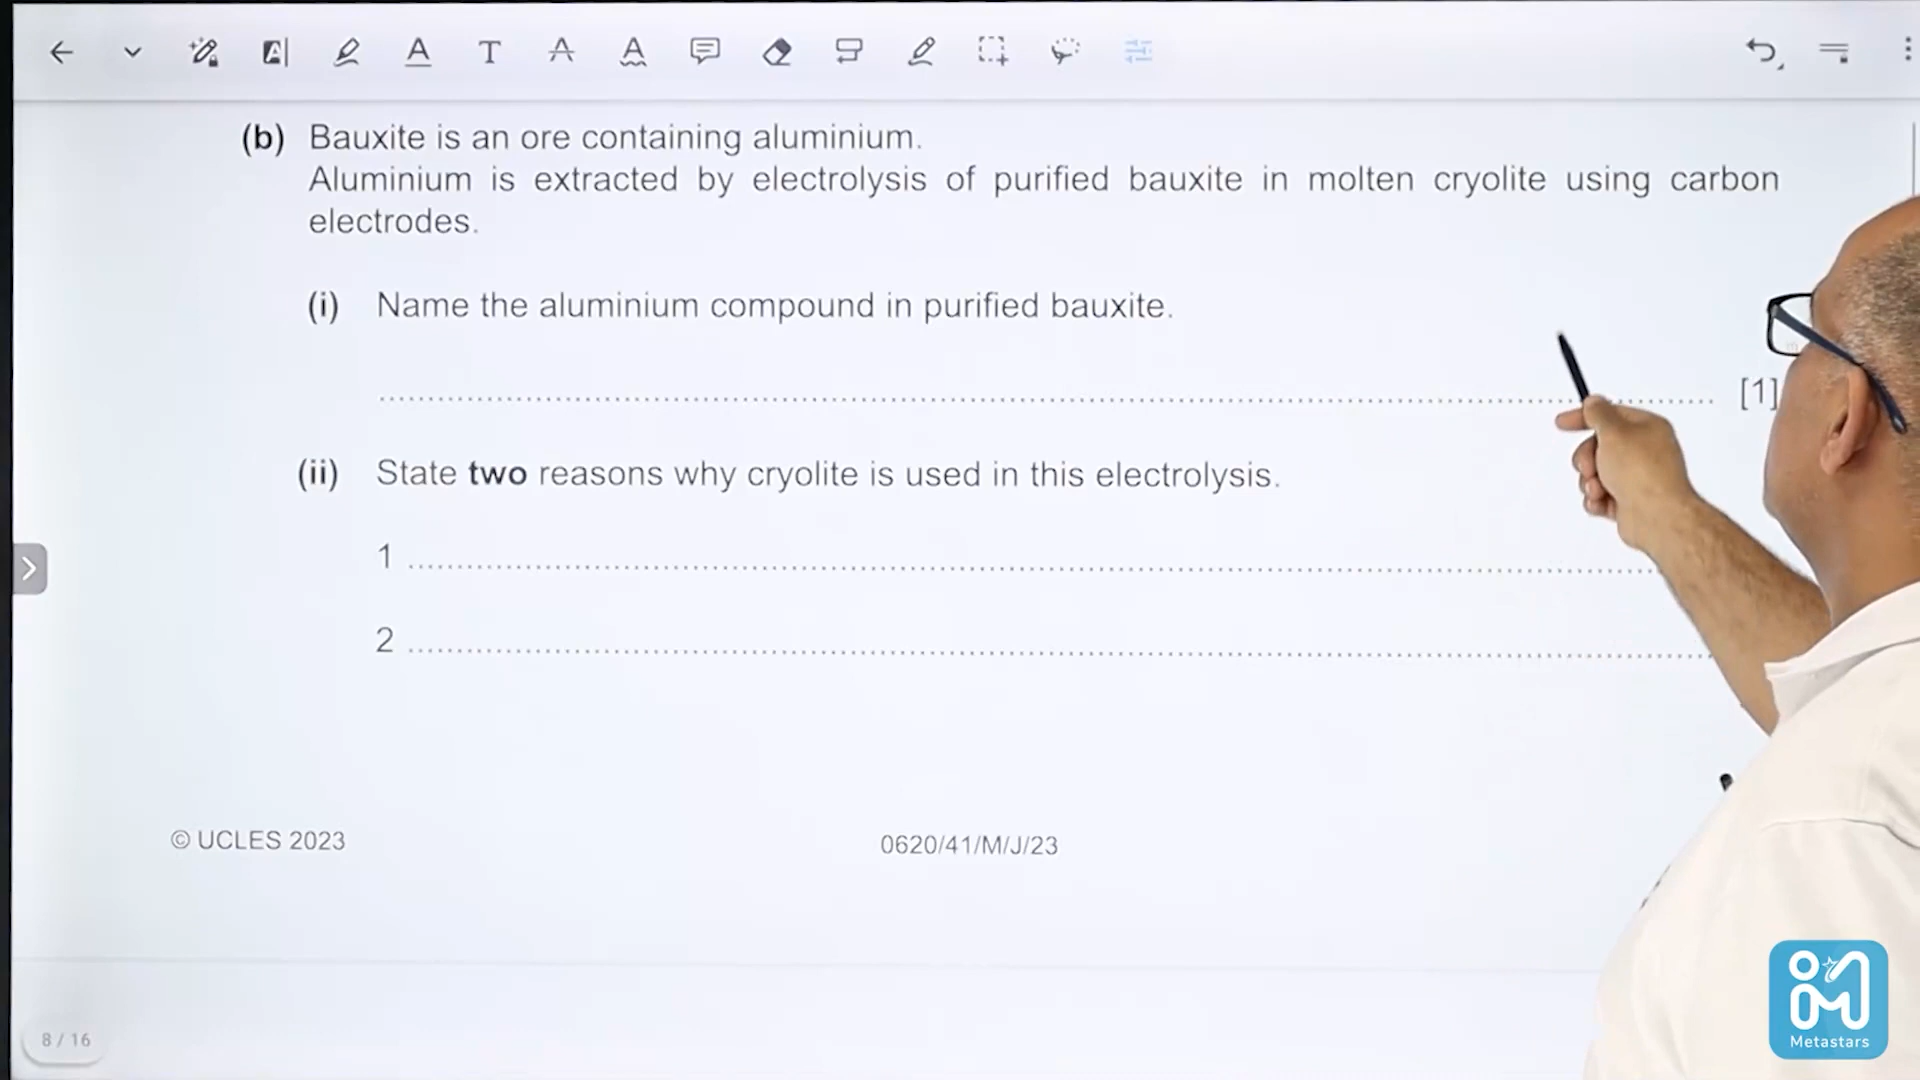 (b) Bauxite is an ore containing aluminium.
Aluminium is extracted by electrolysis of purified bauxite in molten cryolite using carbon
electrodes.
(i) Name the aluminium compound in purified bauxite.
[1]
(ii) State two reasons why cryolite is used in this electrolysis.
1
2
© UCLES 2023
0620/41/M/J/23
8 / 16
Metastars